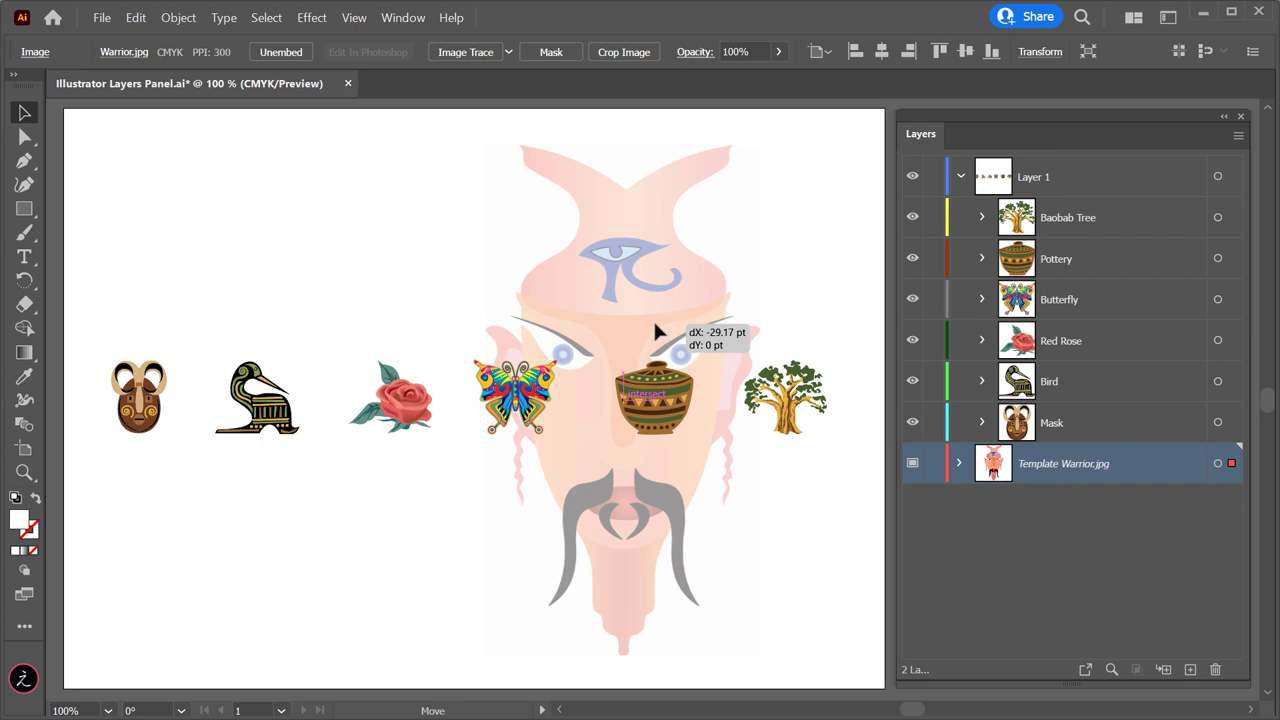 Ai File Edit Object Type Select Effect View Window Help Share
Image Warrior.jpg CMYK PPI: 300 Unembed Edit In Photoshop Image Trace Mask Crop Image Opacity: 100% Transform
Illustrator Layers Panel.ai* @ 100 % (CMYK/Preview)
Layers
Layer 1
Baobab Tree
Pottery
Butterfly
Red Rose
Bird
Mask
Template Warrior.jpg
dX: -29.17 pt
dY: 0 pt
intersect
2 La...
100% 0° 1 Move